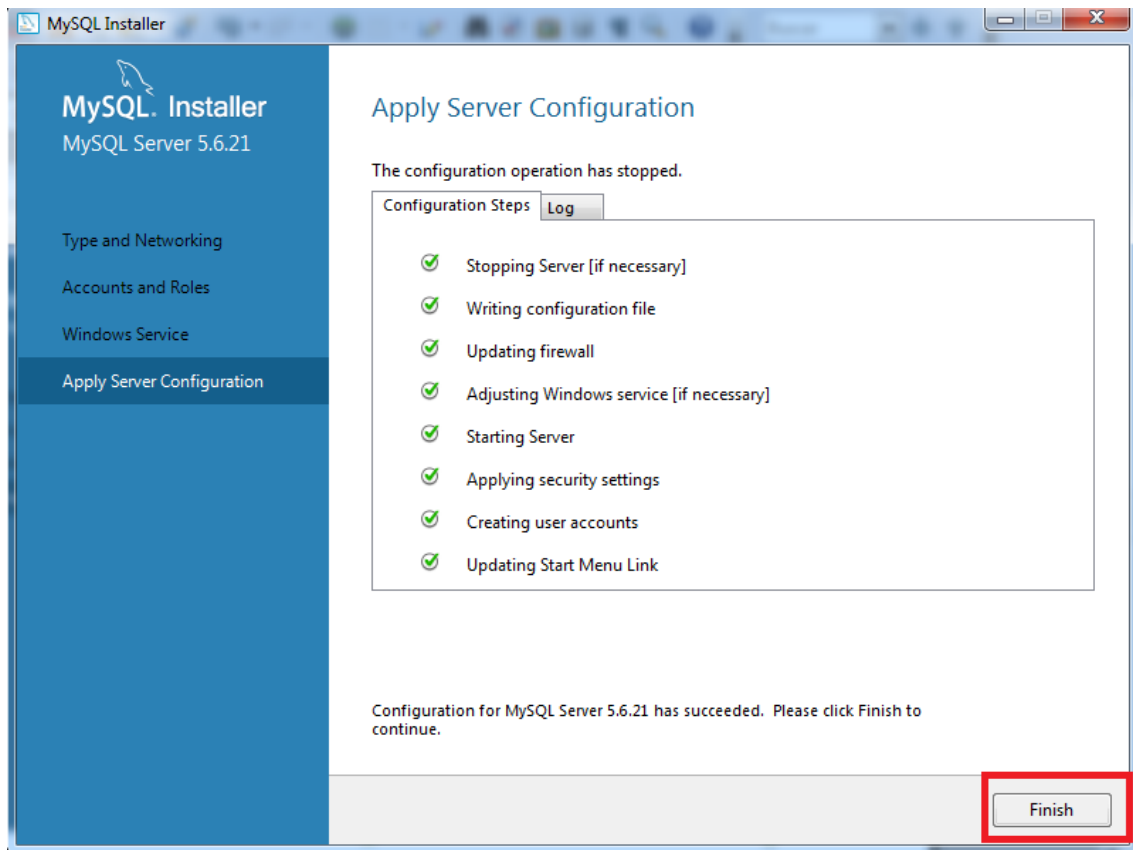 MySQL Installer
MySQL. Installer
MySQL Server 5.6.21
Type and Networking
Accounts and Roles
Windows Service
Apply Server Configuration
Apply Server Configuration
The configuration operation has stopped.
Configuration Steps
Log
Stopping Server [if necessary]
Writing configuration file
Updating firewall
Adjusting Windows service [if necessary]
Starting Server
Applying security settings
Creating user accounts
Updating Start Menu Link
Configuration for MySQL Server 5.6.21 has succeeded.  Please click Finish to
continue.
Finish